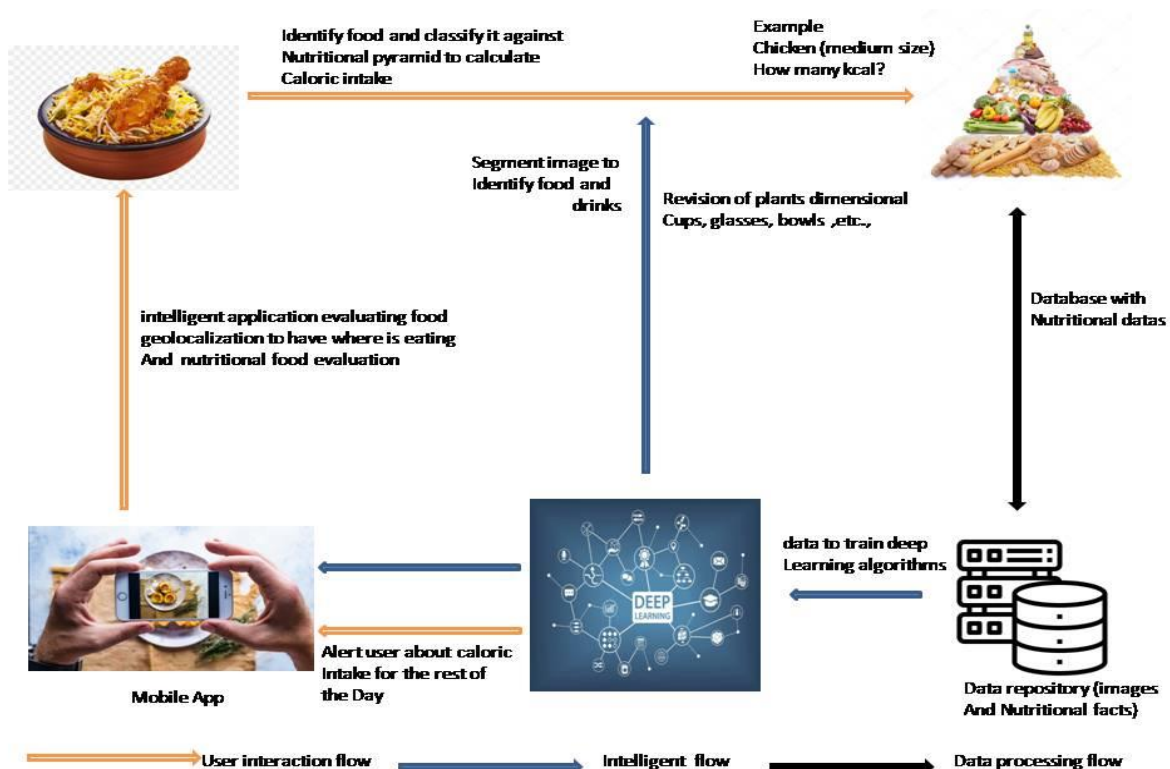 Identify food and classify it against
Nutritional pyramid to calculate
Caloric intake
Example
Chicken (medium size)
How many kcal?
Segment image to
Identify food and
drinks
Revision of plants dimensional
Cups, glasses, bowls ,etc.,
intelligent application evaluating food
geolocalization to have where is eating
And nutritional food evaluation
Database with
Nutritional datas
data to train deep
Learning algorithms
DEEP
LEARNING
Alert user about caloric
Intake for the rest of
the Day
Mobile App
Data repository (images
And Nutritional facts)
User interaction flow
Intelligent flow
Data processing flow